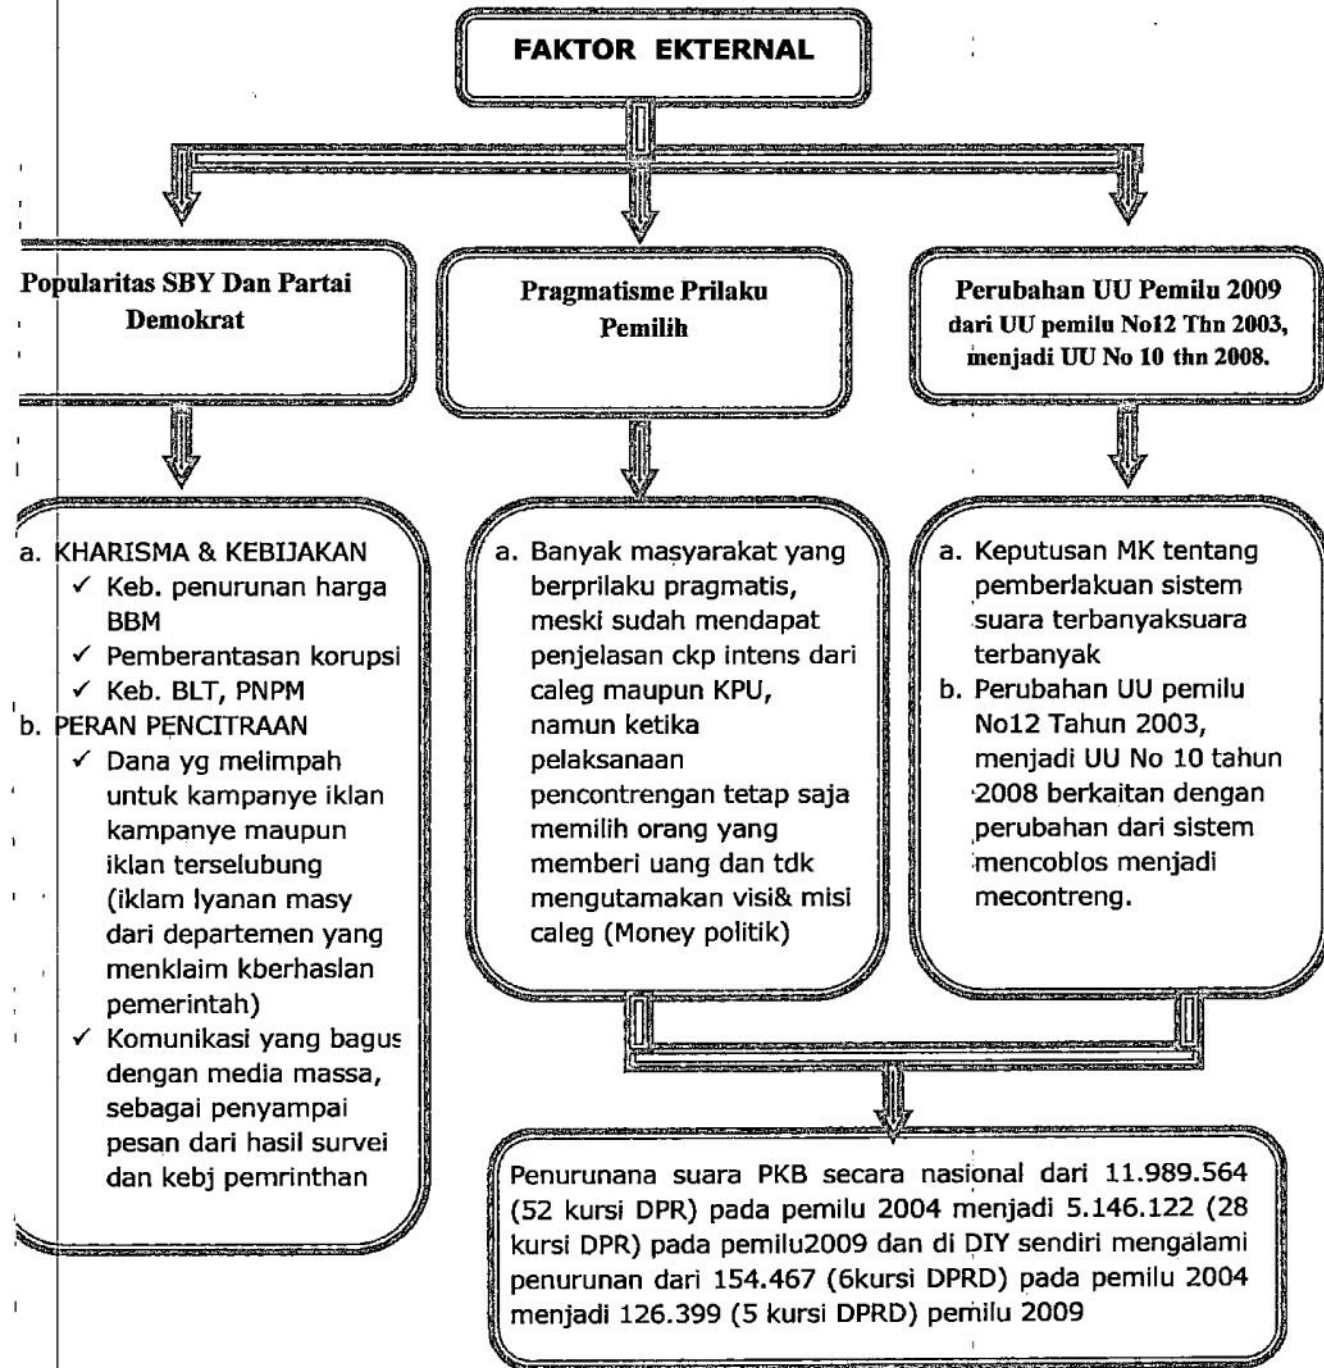 FAKTOR EKTERNAL
Popularitas SBY Dan Partai
Demokrat
Pragmatisme Prilaku
Pemilih
Perubahan UU Pemilu 2009
dari UU pemilu No12 Thn 2003,
menjadi UU No 10 thn 2008.
a. KHARISMA & KEBIJAKAN
✓ Keb. penurunan harga
BBM
✓ Pemberantasan korupsi
✓ Keb. BLT, PNPM
b. PERAN PENCITRAAN
✓ Dana yg melimpah
untuk kampanye iklan
kampanye maupun
iklan terselubung
(iklam lyanan masy
dari departemen yang
menklaim kberhaslan
pemerintah)
✓ Komunikasi yang bagus
dengan media massa,
sebagai penyampai
pesan dari hasil survei
dan kebj pemrinthan
a. Banyak masyarakat yang
berprilaku pragmatis,
meski sudah mendapat
penjelasan ckp intens dari
caleg maupun KPU,
namun ketika
pelaksanaan
pencontrengan tetap saja
memilih orang yang
memberi uang dan tdk
mengutamakan visi& misi
caleg (Money politik)
a. Keputusan MK tentang
pemberlakuan sistem
suara terbanyaksuara
terbanyak
b. Perubahan UU pemilu
No12 Tahun 2003,
menjadi UU No 10 tahun
2008 berkaitan dengan
perubahan dari sistem
mencoblos menjadi
mecontreng.
Penurunana suara PKB secara nasional dari 11.989.564
(52 kursi DPR) pada pemilu 2004 menjadi 5.146.122 (28
kursi DPR) pada pemilu2009 dan di DIY sendiri mengalami
penurunan dari 154.467 (6kursi DPRD) pada pemilu 2004
menjadi 126.399 (5 kursi DPRD) pemilu 2009